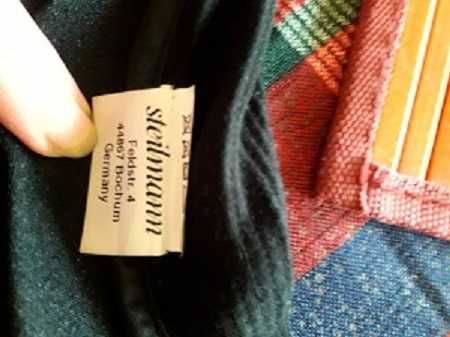 steilmann
Feldstr. 4
44867 Bochum
Germany